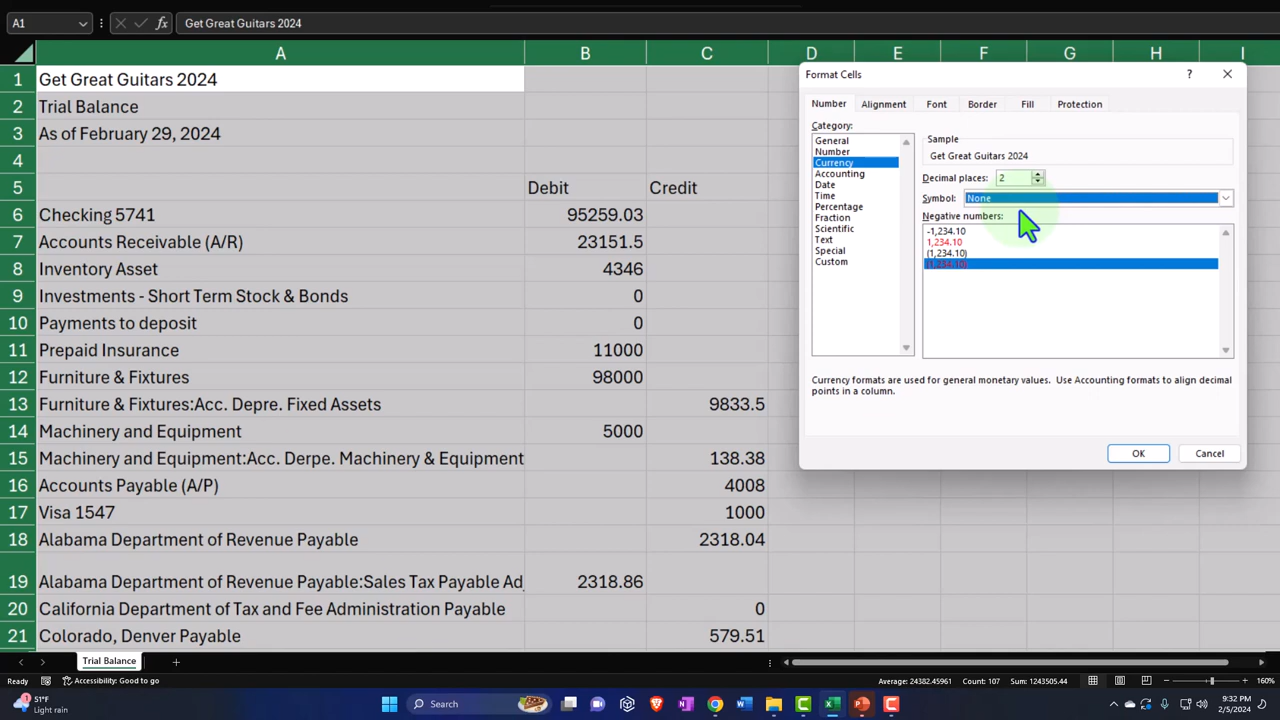 A1 fx Get Great Guitars 2024
A B C D E F G H I
1 Get Great Guitars 2024
2 Trial Balance
3 As of February 29, 2024
4
5 Debit Credit
6 Checking 5741 95259.03
7 Accounts Receivable (A/R) 23151.5
8 Inventory Asset 4346
9 Investments - Short Term Stock & Bonds 0
10 Payments to deposit 0
11 Prepaid Insurance 11000
12 Furniture & Fixtures 98000
13 Furniture & Fixtures:Acc. Depre. Fixed Assets 9833.5
14 Machinery and Equipment 5000
15 Machinery and Equipment:Acc. Derpe. Machinery & Equipment 138.38
16 Accounts Payable (A/P) 4008
17 Visa 1547 1000
18 Alabama Department of Revenue Payable 2318.04
19 Alabama Department of Revenue Payable:Sales Tax Payable Ad 2318.86
20 California Department of Tax and Fee Administration Payable 0
21 Colorado, Denver Payable 579.51
Format Cells ?
Number Alignment Font Border Fill Protection
Category:
General
Number
Currency
Accounting
Date
Time
Percentage
Fraction
Scientific
Text
Special
Custom
Sample
Get Great Guitars 2024
Decimal places: 2
Symbol: None
Negative numbers:
-1,234.10
1,234.10
(1,234.10)
(1,234.10)
Currency formats are used for general monetary values. Use Accounting formats to align decimal
points in a column.
OK Cancel
Trial Balance
Ready Accessibility: Good to go Average: 24382.45961 Count: 107 Sum: 1243505.44 160%
51°F
Light rain
Search
9:32 PM
2/5/2024